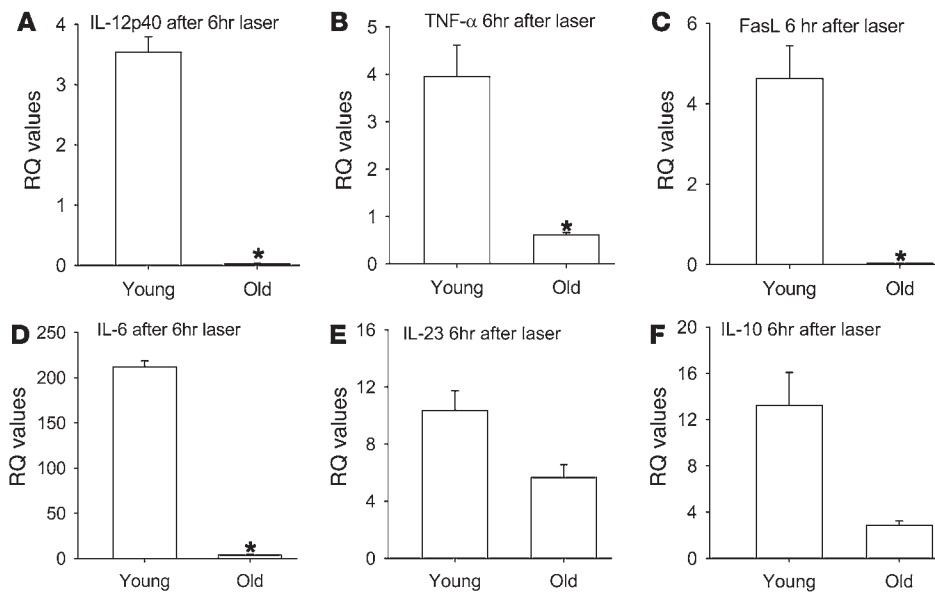 A IL-12p40 after 6hr laser
RQ values
4
3
2
1
0
*
Young Old
B TNF-α 6hr after laser
RQ values
5
4
3
2
1
0
*
Young Old
C FasL 6 hr after laser
RQ values
6
4
2
0
*
Young Old
D IL-6 after 6hr laser
RQ values
250
200
150
100
50
0
*
Young Old
E IL-23 6hr after laser
RQ values
16
12
8
4
0
Young Old
F IL-10 6hr after laser
RQ values
20
16
12
8
4
0
Young Old